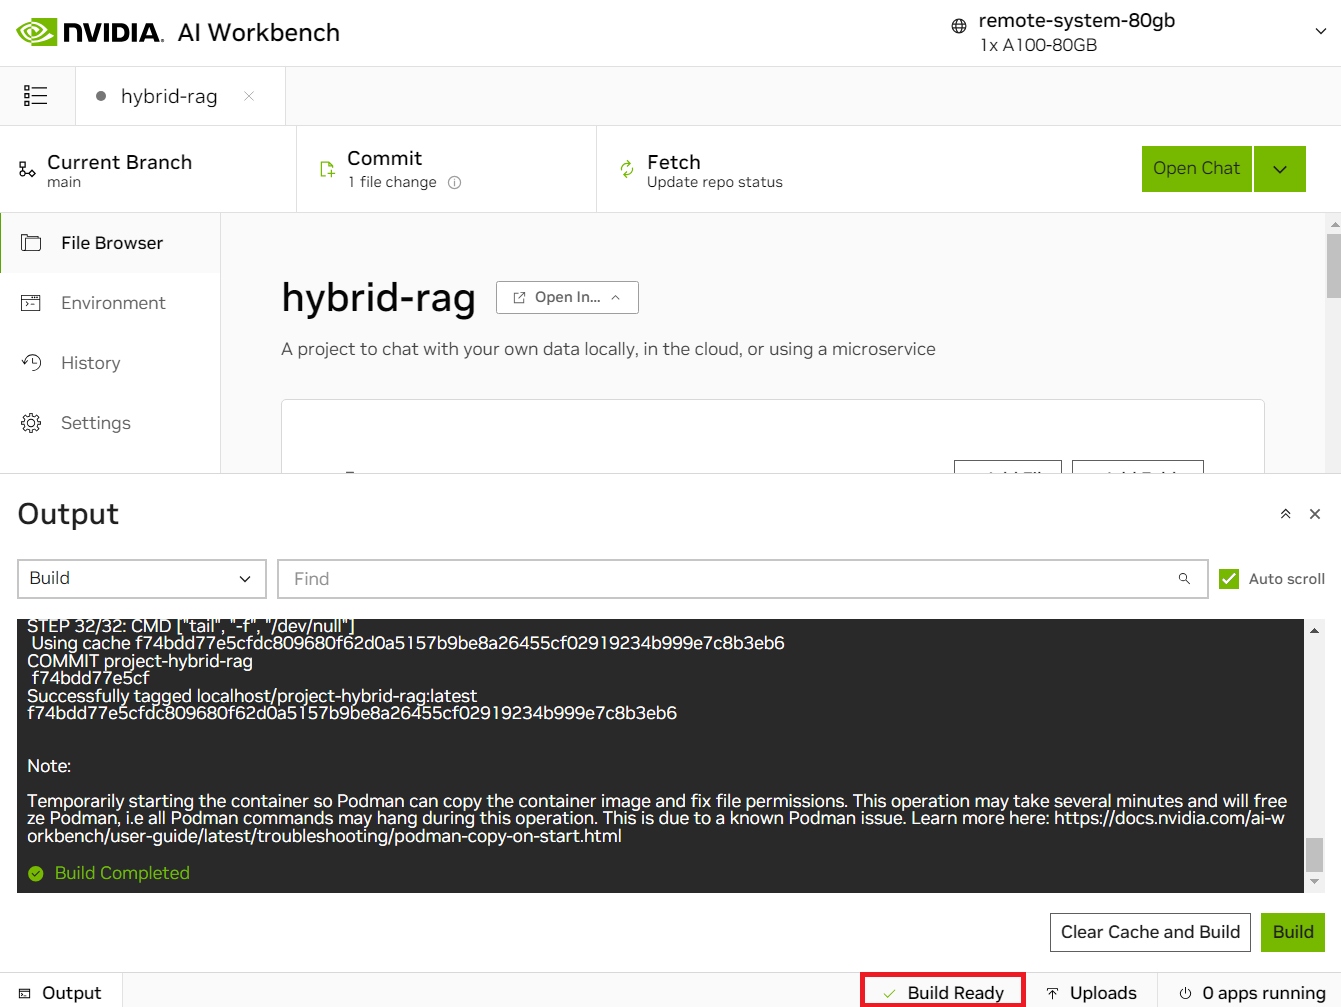 NVIDIA. AI Workbench
remote-system-80gb
1x A100-80GB
hybrid-rag
Current Branch
main
Commit
1 file change
Fetch
Update repo status
Open Chat
File Browser
Environment
History
Settings
hybrid-rag
Open In...
A project to chat with your own data locally, in the cloud, or using a microservice
Output
Build
Find
Auto scroll
STEP 32/32: CMD ["tail", "-f", "/dev/null"]
Using cache f74bdd77e5cfdc809680f62d0a5157b9be8a26455cf02919234b999e7c8b3eb6
COMMIT project-hybrid-rag
f74bdd77e5cf
Successfully tagged localhost/project-hybrid-rag:latest
f74bdd77e5cfdc809680f62d0a5157b9be8a26455cf02919234b999e7c8b3eb6
Note:
Temporarily starting the container so Podman can copy the container image and fix file permissions. This operation may take several minutes and will free
ze Podman, i.e all Podman commands may hang during this operation. This is due to a known Podman issue. Learn more here: https://docs.nvidia.com/ai-w
orkbench/user-guide/latest/troubleshooting/podman-copy-on-start.html
Build Completed
Clear Cache and Build
Build
Output
Build Ready
Uploads
0 apps running